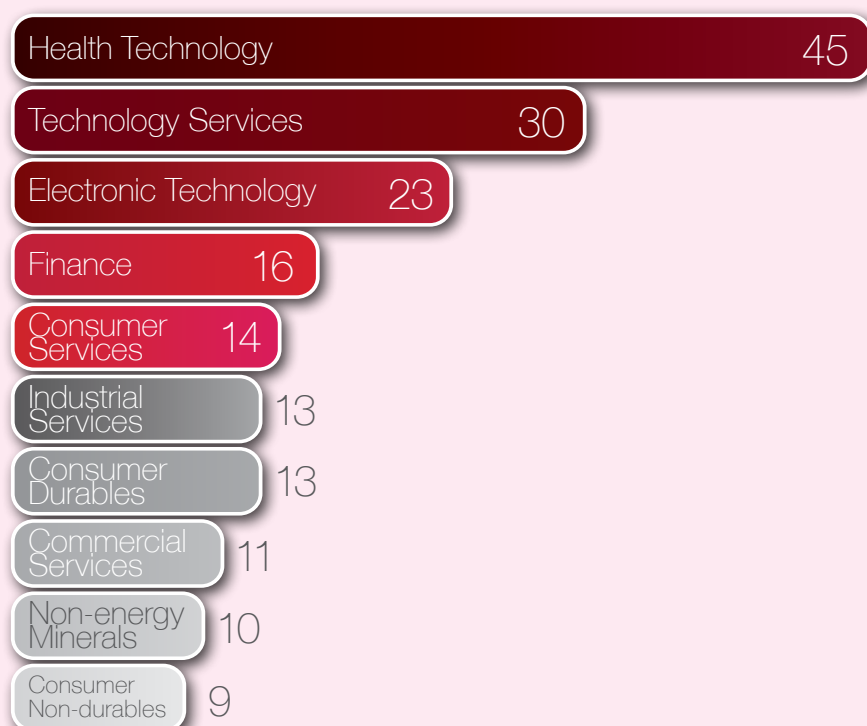 Health Technology 45
Technology Services 30
Electronic Technology 23
Finance 16
Consumer
Services 14
Industrial
Services 13
Consumer
Durables 13
Commercial
Services 11
Non-energy
Minerals 10
Consumer
Non-durables 9